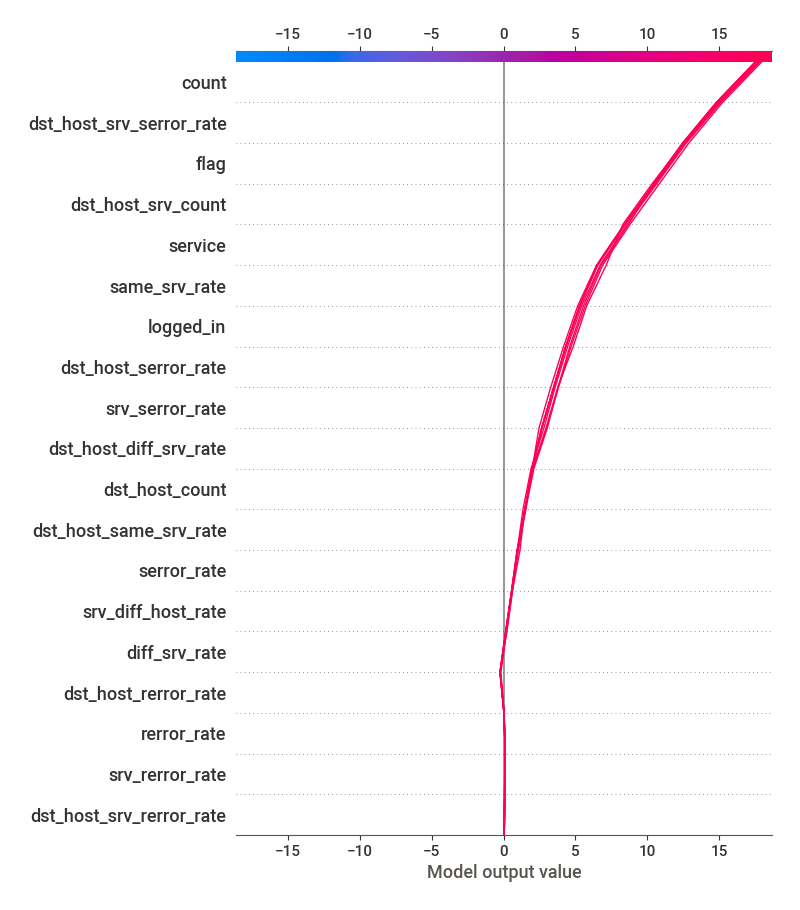 −15 −10 −5 0 5 10 15
count
dst_host_srv_serror_rate
flag
dst_host_srv_count
service
same_srv_rate
logged_in
dst_host_serror_rate
srv_serror_rate
dst_host_diff_srv_rate
dst_host_count
dst_host_same_srv_rate
serror_rate
srv_diff_host_rate
diff_srv_rate
dst_host_rerror_rate
rerror_rate
srv_rerror_rate
dst_host_srv_rerror_rate
−15 −10 −5 0 5 10 15
Model output value